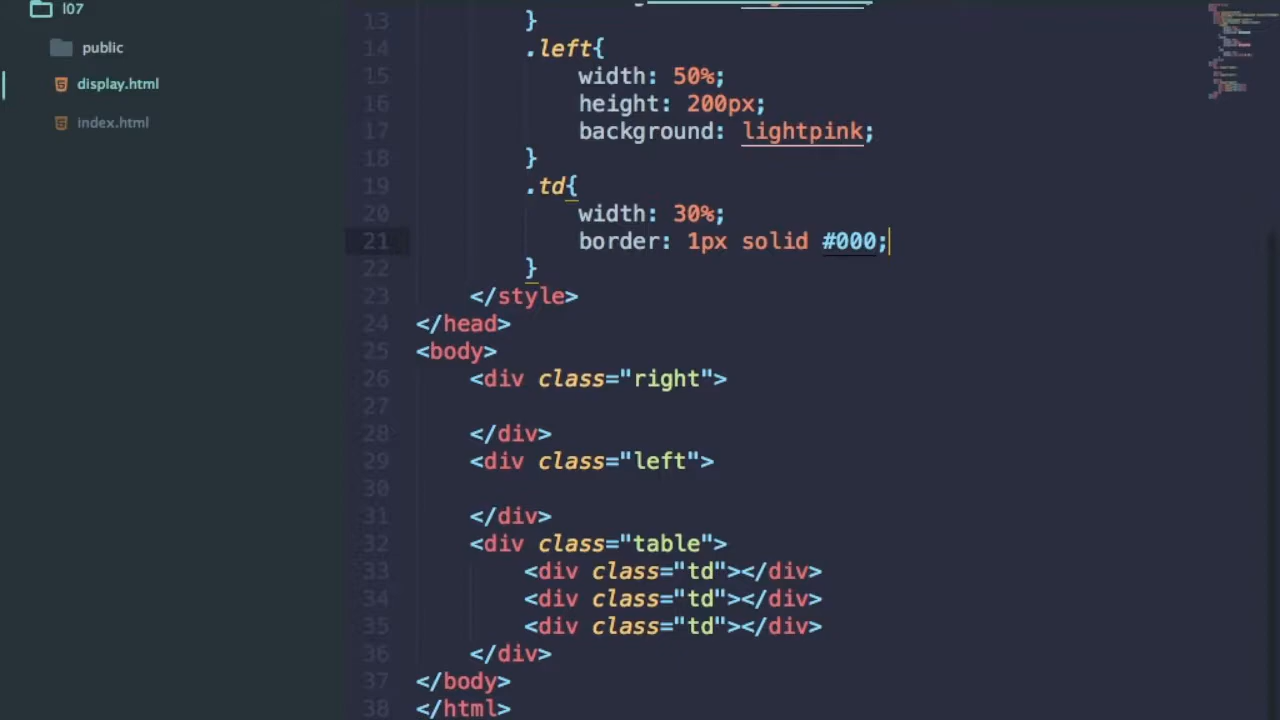 l07
public
display.html
index.html
13 }
14 .left{
15 width: 50%;
16 height: 200px;
17 background: lightpink;
18 }
19 .td{
20 width: 30%;
21 border: 1px solid #000;
22 }
23 </style>
24 </head>
25 <body>
26 <div class="right">
27
28 </div>
29 <div class="left">
30
31 </div>
32 <div class="table">
33 <div class="td"></div>
34 <div class="td"></div>
35 <div class="td"></div>
36 </div>
37 </body>
38 </html>